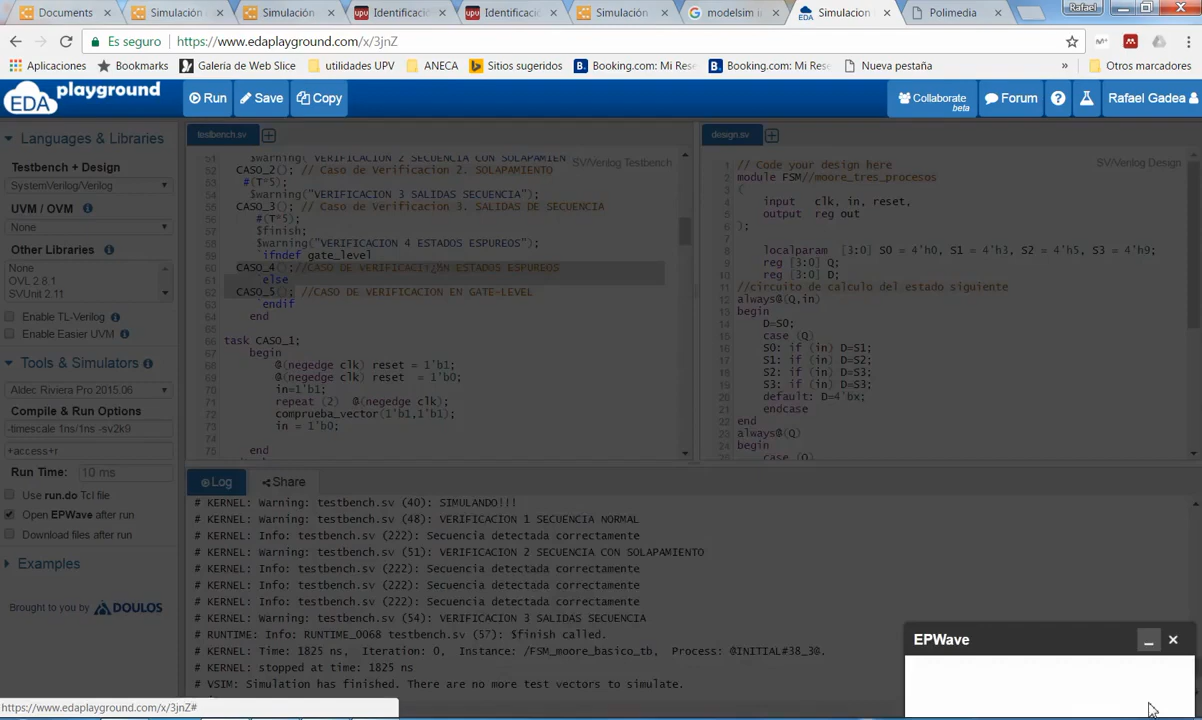 Documents
Simulación
Simulación
Identificació
Identificació
Simulación
modelsim i
Simulacion
Polimedia
Rafael
Es seguro
https://www.edaplayground.com/x/3jnZ
Aplicaciones
Bookmarks
Galeria de Web Slice
utilidades UPV
ANECA
Sitios sugeridos
Booking.com: Mi Rese
Booking.com: Mi Rese
Nueva pestaña
»
Otros marcadores
EDA playground
Run
Save
Copy
Collaborate
beta
Forum
Rafael Gadea
Languages & Libraries
Testbench + Design
SystemVerilog/Verilog
UVM / OVM
None
Other Libraries
None
OVL 2.8.1
SVUnit 2.11
Enable TL-Verilog
Enable Easier UVM
Tools & Simulators
Aldec Riviera Pro 2015.06
Compile & Run Options
-timescale 1ns/1ns -sv2k9
+access+r
Run Time: 10 ms
Use run.do Tcl file
Open EPWave after run
Download files after run
Examples
Brought to you by DOULOS
testbench.sv
SV/Verilog Testbench
51 $warning("VERIFICACION 2 SECUENCIA CON SOLAPAMIEN
52 CASO_2(); // Caso de Verificacion 2. SOLAPAMIENTO
53 #(T*5);
54 $warning("VERIFICACION 3 SALIDAS SECUENCIA");
55 CASO_3(); // Caso de Verificacion 3. SALIDAS DE SECUENCIA
56 #(T*5);
57 $finish;
58 $warning("VERIFICACION 4 ESTADOS ESPUREOS");
59 `ifndef gate_level
60 CASO_4();//CASO DE VERIFICACIï¿½N ESTADOS ESPUREOS
61 `else
62 CASO_5(); //CASO DE VERIFICACION EN GATE-LEVEL
63 `endif
64 end
65
66 task CASO_1;
67 begin
68 @(negedge clk) reset = 1'b1;
69 @(negedge clk) reset  = 1'b0;
70 in=1'b1;
71 repeat (2)  @(negedge clk);
72 comprueba_vector(1'b1,1'b1);
73 in = 1'b0;
74
75 end
design.sv
SV/Verilog Design
1 // Code your design here
2 module FSM//moore_tres_procesos
3 (
4 input   clk, in, reset,
5 output  reg out
6 );
7
8 localparam  [3:0] S0 = 4'h0, S1 = 4'h3, S2 = 4'h5, S3 = 4'h9;
9 reg [3:0] Q;
10 reg [3:0] D;
11 //circuito de calculo del estado siguiente
12 always@(Q,in)
13 begin
14 D=S0;
15 case (Q)
16 S0: if (in) D=S1;
17 S1: if (in) D=S2;
18 S2: if (in) D=S3;
19 S3: if (in) D=S3;
20 default: D=4'bx;
21 endcase
22 end
23 always@(Q)
24 begin
25 case (Q)
Log
Share
# KERNEL: Warning: testbench.sv (40): SIMULANDO!!!
# KERNEL: Warning: testbench.sv (48): VERIFICACION 1 SECUENCIA NORMAL
# KERNEL: Info: testbench.sv (222): Secuencia detectada correctamente
# KERNEL: Warning: testbench.sv (51): VERIFICACION 2 SECUENCIA CON SOLAPAMIENTO
# KERNEL: Info: testbench.sv (222): Secuencia detectada correctamente
# KERNEL: Info: testbench.sv (222): Secuencia detectada correctamente
# KERNEL: Info: testbench.sv (222): Secuencia detectada correctamente
# KERNEL: Warning: testbench.sv (54): VERIFICACION 3 SALIDAS SECUENCIA
# RUNTIME: Info: RUNTIME_0068 testbench.sv (57): $finish called.
# KERNEL: Time: 1825 ns,  Iteration: 0,  Instance: /FSM_moore_basico_tb,  Process: @INITIAL#38_3@.
# KERNEL: stopped at time: 1825 ns
# VSIM: Simulation has finished. There are no more test vectors to simulate.
EPWave
https://www.edaplayground.com/x/3jnZ#